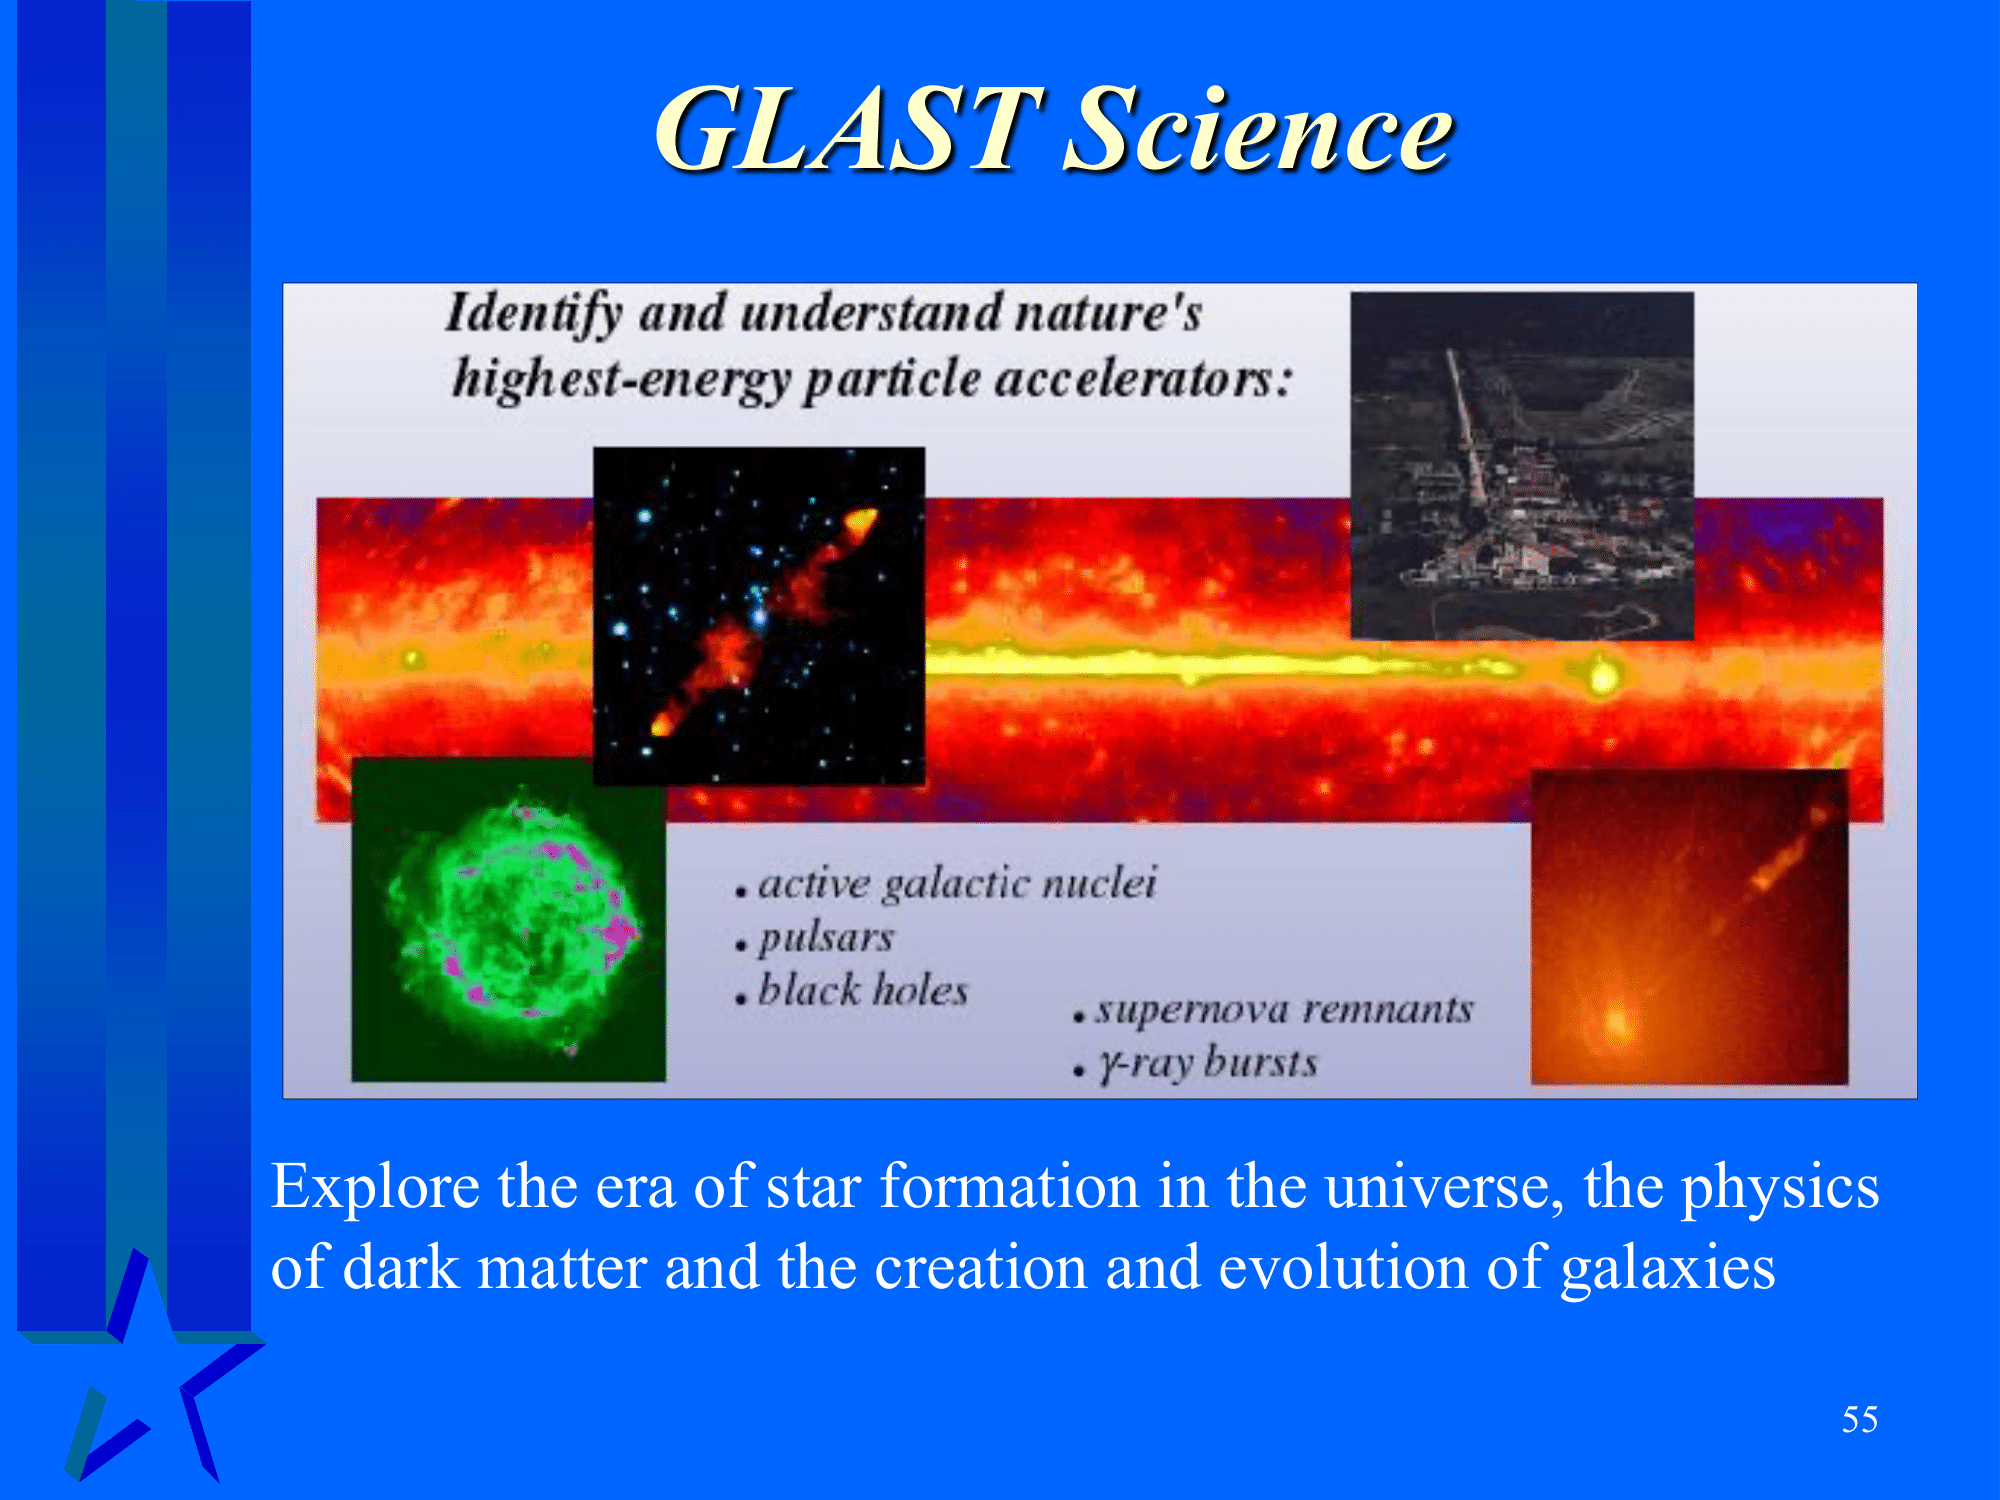 GLAST Science
Identify and understand nature's
highest-energy particle accelerators:
• active galactic nuclei
• pulsars
• black holes
• supernova remnants
• γ-ray bursts
Explore the era of star formation in the universe, the physics
of dark matter and the creation and evolution of galaxies
55